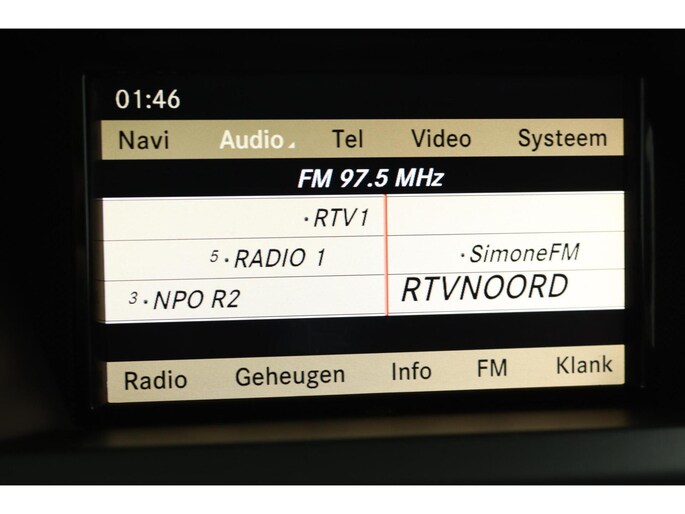 01:46
Navi Audio Tel Video Systeem
FM 97.5 MHz
·RTV1
5·RADIO 1 ·SimoneFM
3·NPO R2 RTVNOORD
Radio Geheugen Info FM Klank